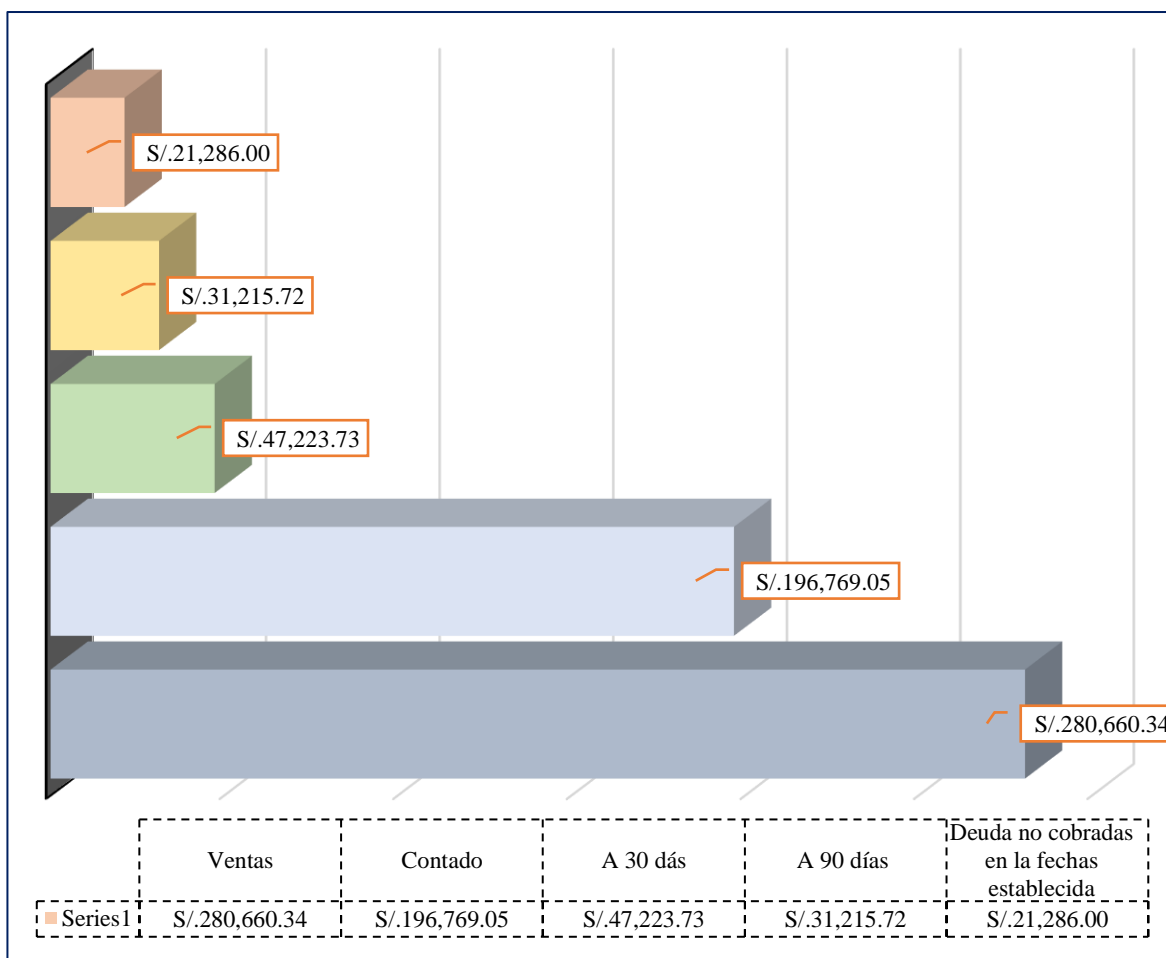 S/.21,286.00
S/.31,215.72
S/.47,223.73
S/.196,769.05
S/.280,660.34
Ventas
Contado
A 30 dás
A 90 días
Deuda no cobradas
en la fechas
establecida
Series1
S/.280,660.34
S/.196,769.05
S/.47,223.73
S/.31,215.72
S/.21,286.00